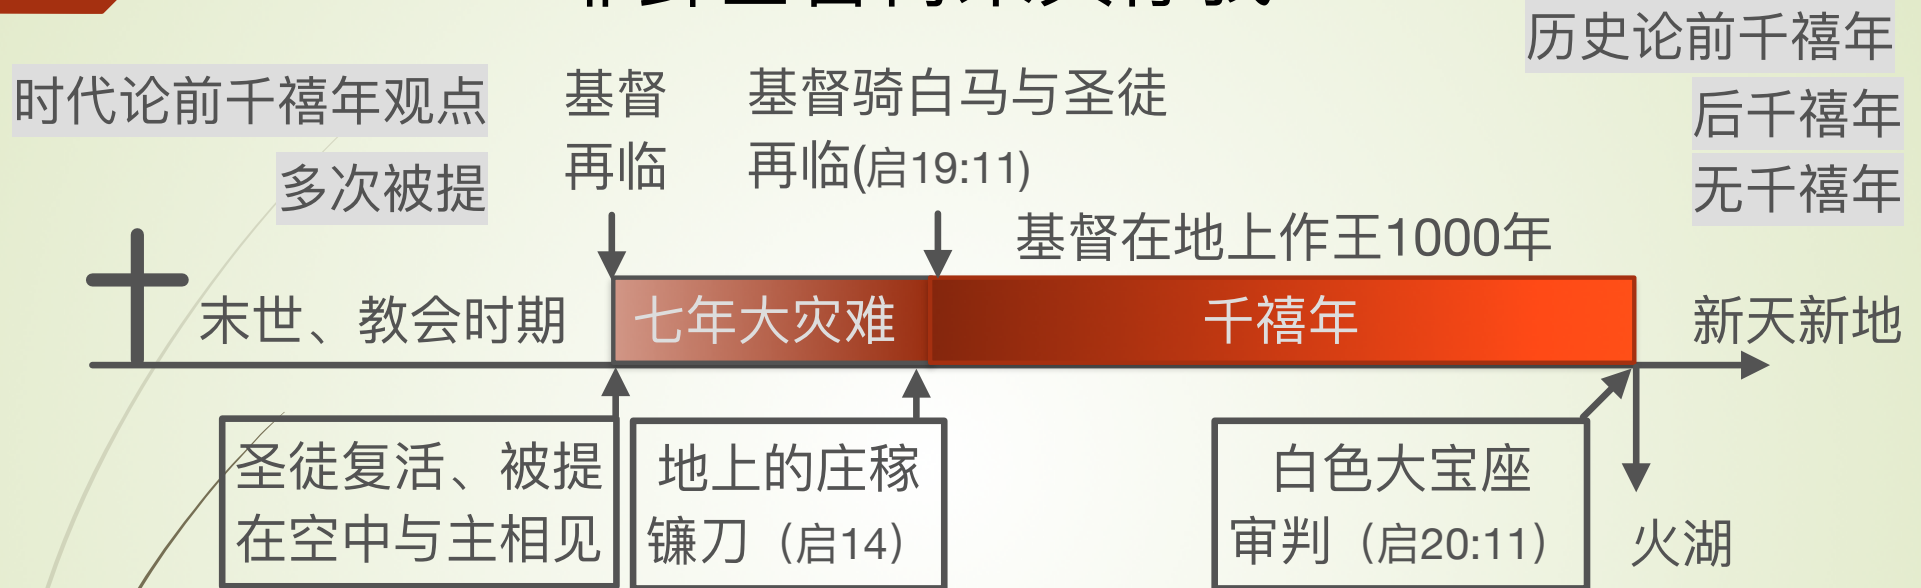 历史论前千禧年
时代论前千禧年观点
多次被提
基督
再临
基督骑白马与圣徒
再临(启19:11)
后千禧年
无千禧年
基督在地上作王1000年
末世、教会时期
七年大灾难
千禧年
新天新地
圣徒复活、被提
在空中与主相见
地上的庄稼
镰刀（启14）
白色大宝座
审判（启20:11）
火湖